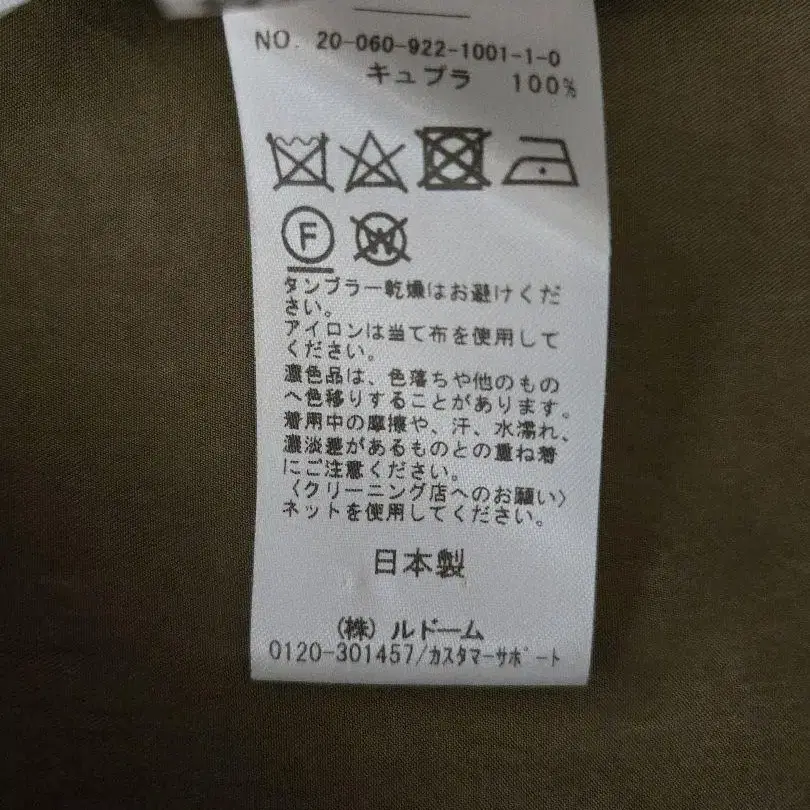 NO. 20-060-922-1001-1-0
キュプラ 100%
F
W
タンブラー乾燥はお避けくだ
さい。
アイロンは当て布を使用して
ください。
濃色品は、色落ちや他のもの
へ色移りすることがあります。
着用中の摩擦や、汗、水濡れ、
濃淡差があるものとの重ね着
にご注意ください。
〈クリーニング店へのお願い〉
ネットを使用してください。
日本製
(株)ルドーム
0120-301457/カスタマーサポート